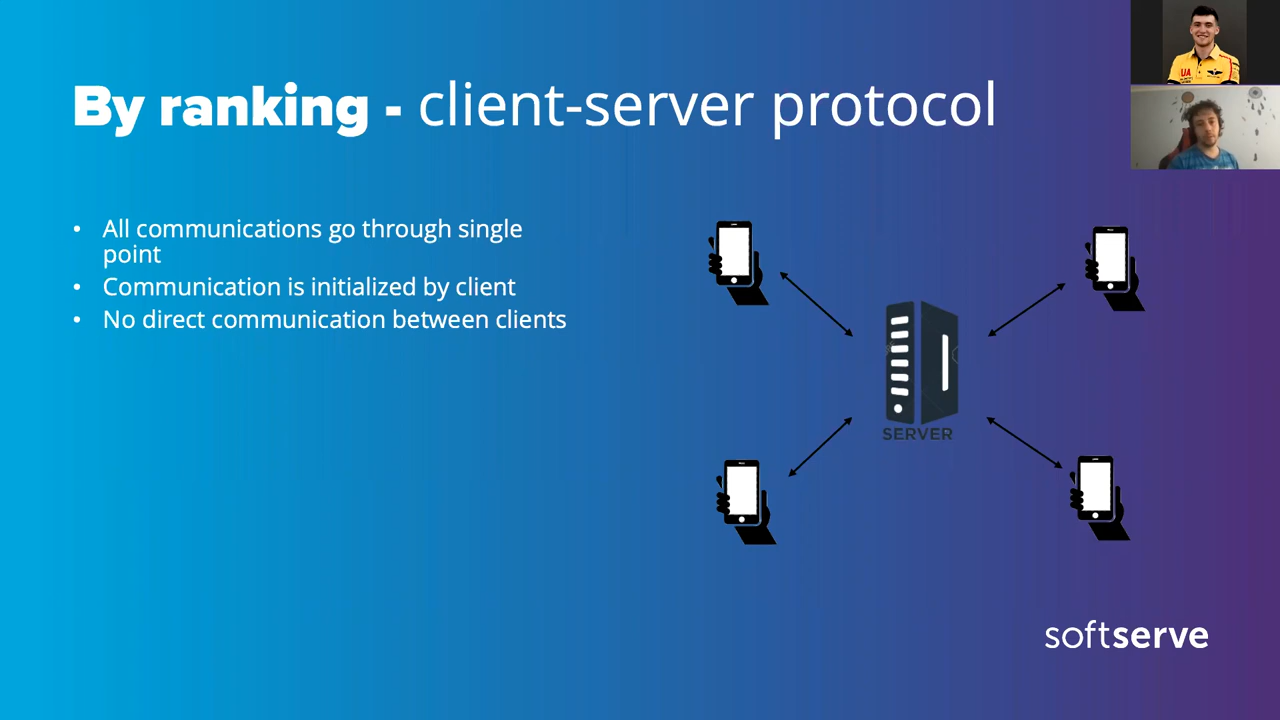 By ranking - client-server protocol
• All communications go through single
point
• Communication is initialized by client
• No direct communication between clients
SERVER
softserve
UA